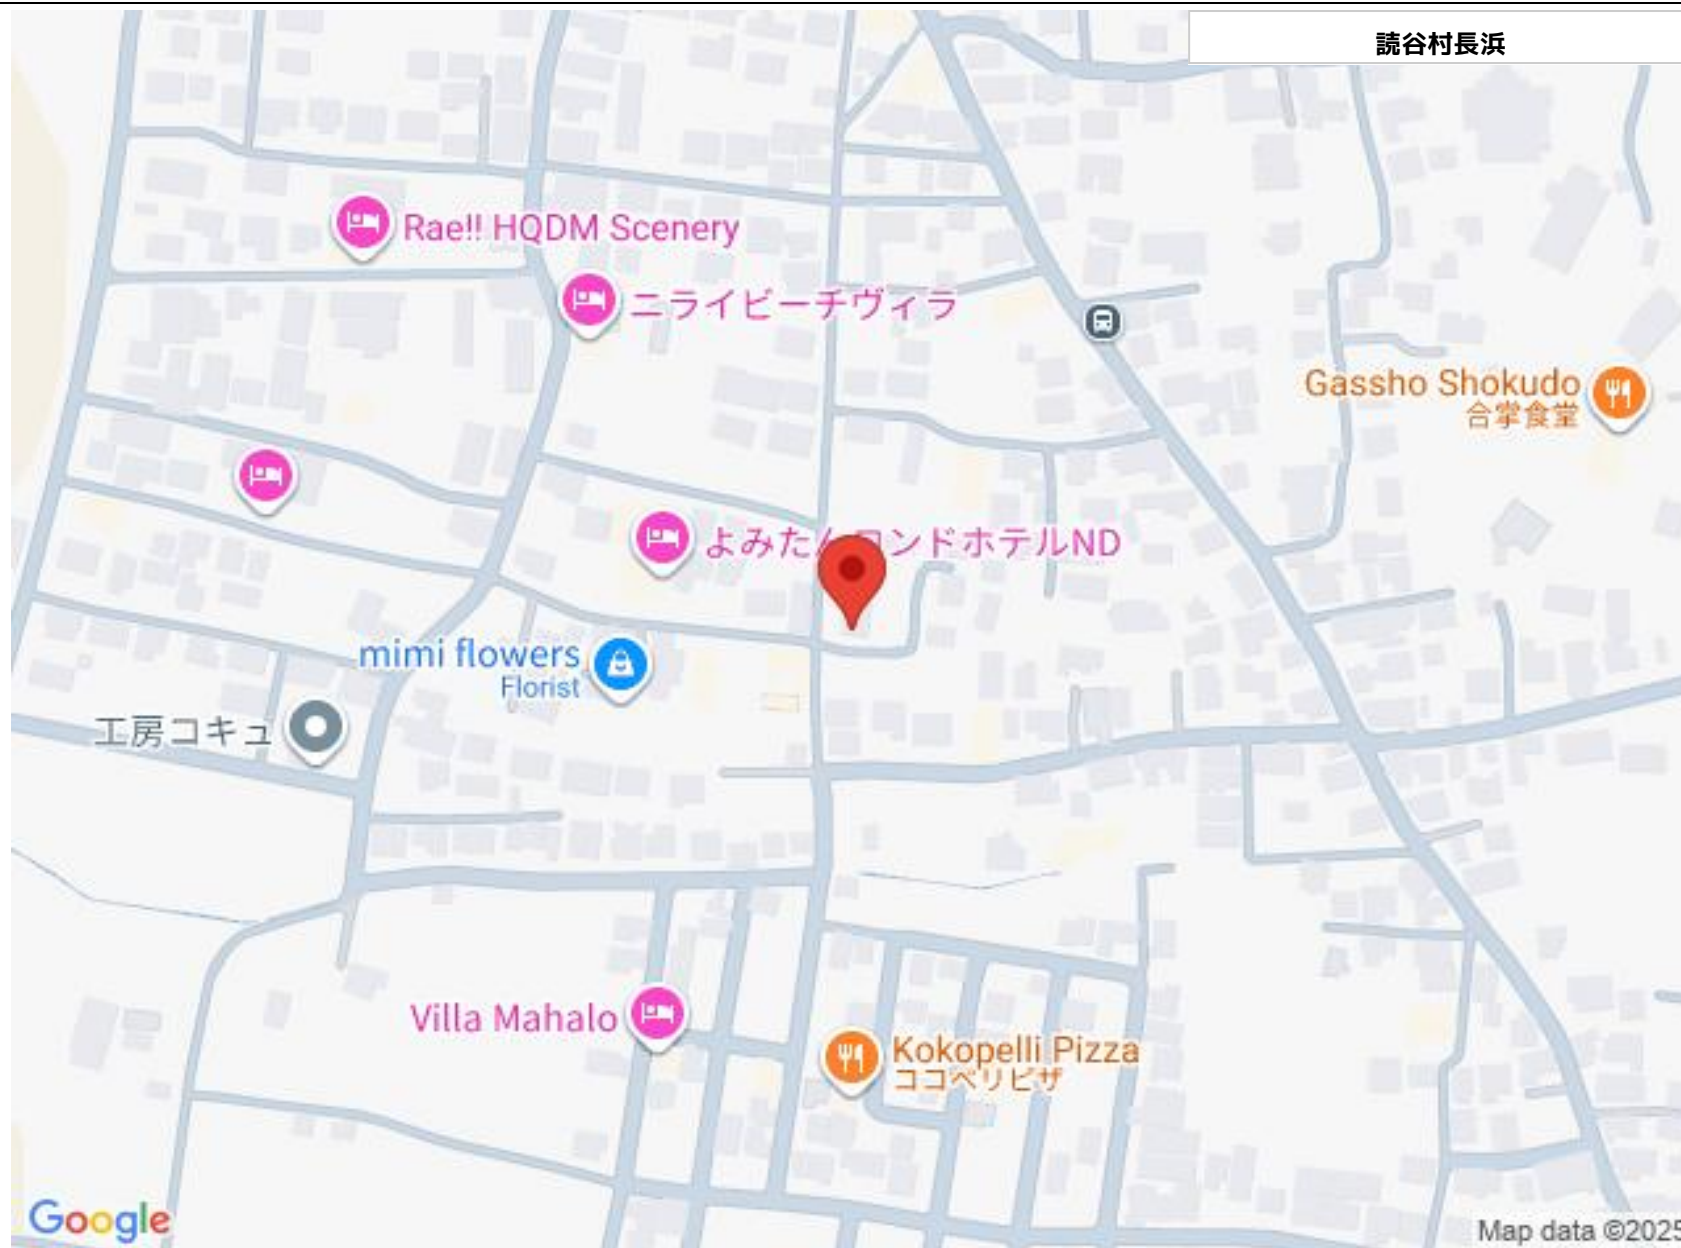 読谷村長浜
Rae!! HQDM Scenery
ニライビーチヴィラ
Gassho Shokudo
合掌食堂
よみたんコンドホテルND
mimi flowers
Florist
工房コキュ
Villa Mahalo
Kokopelli Pizza
ココペリピザ
Google
Map data ©2025